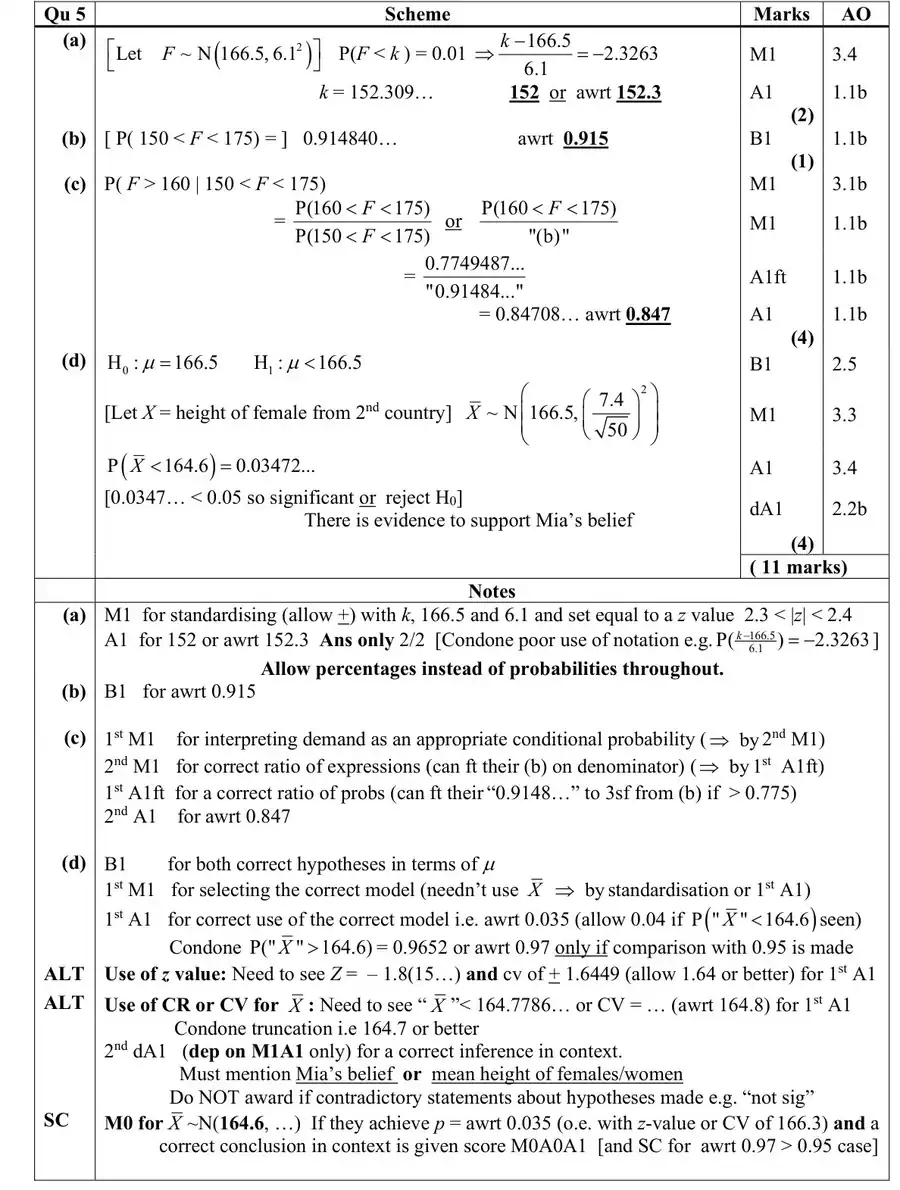 Qu 5 Scheme Marks AO
(a) [Let F ~ N(166.5, 6.1²)] P(F < k) = 0.01 ⇒ (k − 166.5)/6.1 = −2.3263 M1 3.4
k = 152.309… 152 or awrt 152.3 A1 1.1b
(2)
(b) [ P( 150 < F < 175) = ] 0.914840… awrt 0.915 B1 1.1b
(1)
(c) P( F > 160 | 150 < F < 175) M1 3.1b
= P(160 < F < 175)/P(150 < F < 175) or P(160 < F < 175)/"(b)" M1 1.1b
= 0.7749487.../"0.91484..." A1ft 1.1b
= 0.84708… awrt 0.847 A1 1.1b
(4)
(d) H₀ : μ = 166.5 H₁ : μ < 166.5 B1 2.5
[Let X = height of female from 2nd country] X̄ ~ N(166.5, (7.4/√50)²) M1 3.3
P(X̄ < 164.6) = 0.03472... A1 3.4
[0.0347… < 0.05 so significant or reject H₀]
There is evidence to support Mia’s belief dA1 2.2b
(4)
( 11 marks)
Notes
(a) M1 for standardising (allow ±) with k, 166.5 and 6.1 and set equal to a z value 2.3 < |z| < 2.4
A1 for 152 or awrt 152.3 Ans only 2/2 [Condone poor use of notation e.g. P((k−166.5)/6.1) = −2.3263 ]
Allow percentages instead of probabilities throughout.
(b) B1 for awrt 0.915
(c) 1st M1 for interpreting demand as an appropriate conditional probability ( ⇒ by 2nd M1)
2nd M1 for correct ratio of expressions (can ft their (b) on denominator) ( ⇒ by 1st A1ft)
1st A1ft for a correct ratio of probs (can ft their “0.9148…” to 3sf from (b) if > 0.775)
2nd A1 for awrt 0.847
(d) B1 for both correct hypotheses in terms of μ
1st M1 for selecting the correct model (needn’t use X̄ ⇒ by standardisation or 1st A1)
1st A1 for correct use of the correct model i.e. awrt 0.035 (allow 0.04 if P("X̄" < 164.6) seen)
Condone P("X̄" > 164.6) = 0.9652 or awrt 0.97 only if comparison with 0.95 is made
ALT Use of z value: Need to see Z = – 1.8(15…) and cv of ± 1.6449 (allow 1.64 or better) for 1st A1
ALT Use of CR or CV for X̄ : Need to see “ X̄ ”< 164.7786… or CV = … (awrt 164.8) for 1st A1
Condone truncation i.e 164.7 or better
2nd dA1 (dep on M1A1 only) for a correct inference in context.
Must mention Mia’s belief or mean height of females/women
Do NOT award if contradictory statements about hypotheses made e.g. “not sig”
SC M0 for X̄ ~N(164.6, …) If they achieve p = awrt 0.035 (o.e. with z-value or CV of 166.3) and a
correct conclusion in context is given score M0A0A1 [and SC for awrt 0.97 > 0.95 case]